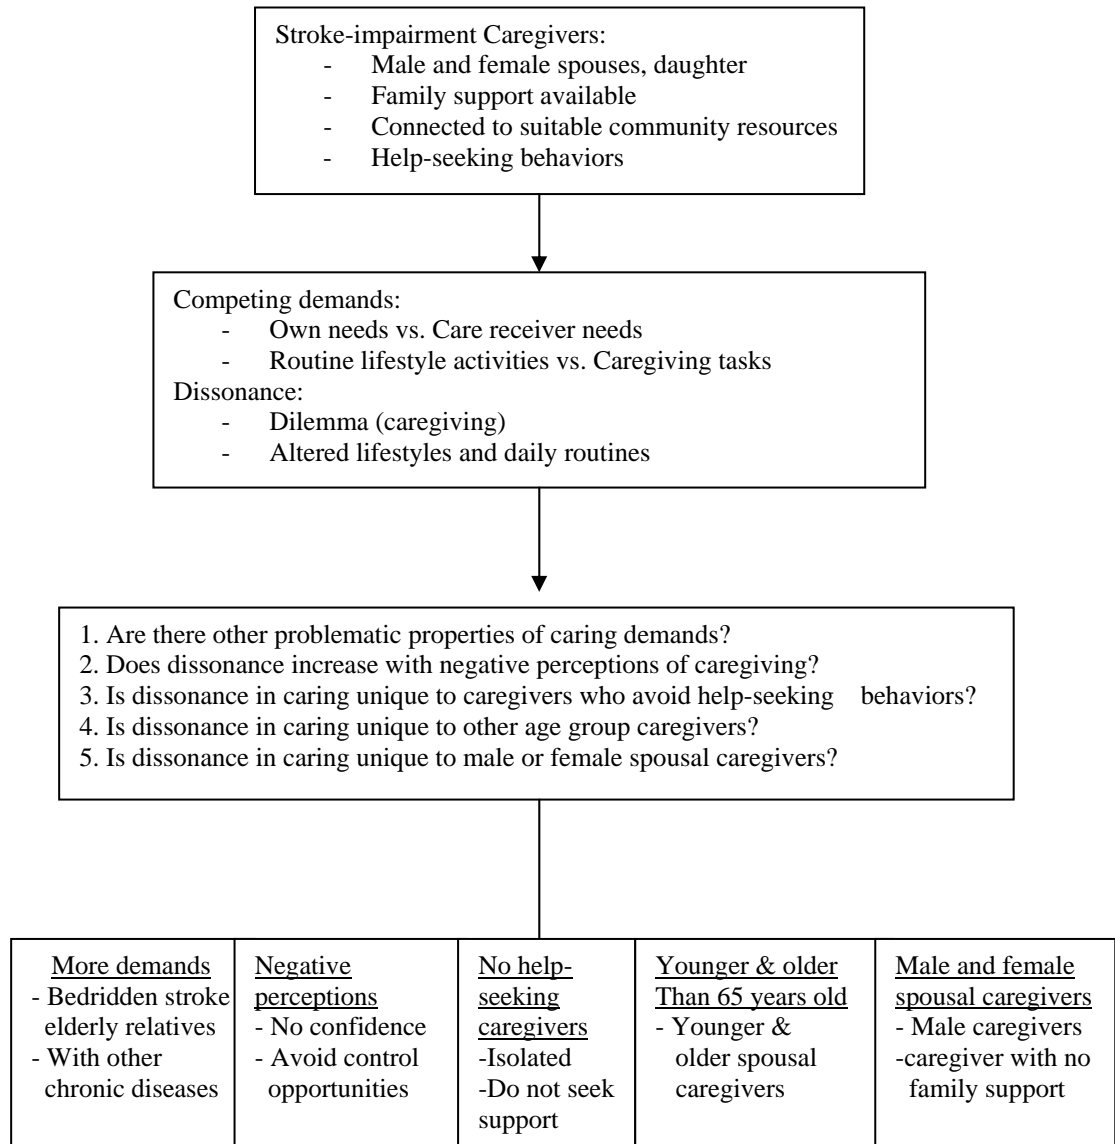 Stroke-impairment Caregivers:
- Male and female spouses, daughter
- Family support available
- Connected to suitable community resources
- Help-seeking behaviors
Competing demands:
- Own needs vs. Care receiver needs
- Routine lifestyle activities vs. Caregiving tasks
Dissonance:
- Dilemma (caregiving)
- Altered lifestyles and daily routines
1. Are there other problematic properties of caring demands?
2. Does dissonance increase with negative perceptions of caregiving?
3. Is dissonance in caring unique to caregivers who avoid help-seeking behaviors?
4. Is dissonance in caring unique to other age group caregivers?
5. Is dissonance in caring unique to male or female spousal caregivers?
More demands
- Bedridden stroke
elderly relatives
- With other
chronic diseases
Negative
perceptions
- No confidence
- Avoid control
opportunities
No help-
seeking
caregivers
-Isolated
-Do not seek
support
Younger & older
Than 65 years old
- Younger &
older spousal
caregivers
Male and female
spousal caregivers
- Male caregivers
-caregiver with no
family support